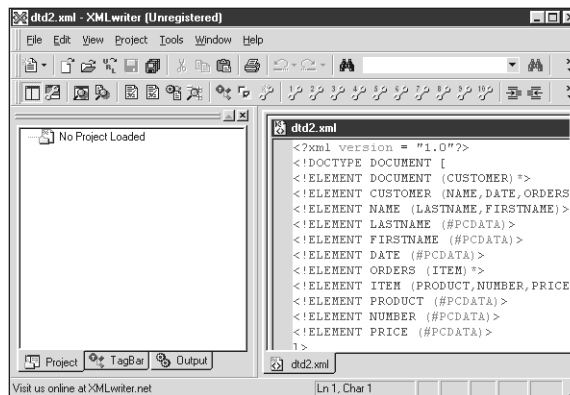 dtd2.xml - XMLwriter (Unregistered)
File Edit View Project Tools Window Help
No Project Loaded
dtd2.xml
<?xml version = "1.0"?>
<!DOCTYPE DOCUMENT [
<!ELEMENT DOCUMENT (CUSTOMER)*>
<!ELEMENT CUSTOMER (NAME,DATE,ORDERS
<!ELEMENT NAME (LASTNAME,FIRSTNAME)>
<!ELEMENT LASTNAME (#PCDATA)>
<!ELEMENT FIRSTNAME (#PCDATA)>
<!ELEMENT DATE (#PCDATA)>
<!ELEMENT ORDERS (ITEM)*>
<!ELEMENT ITEM (PRODUCT,NUMBER,PRICE
<!ELEMENT PRODUCT (#PCDATA)>
<!ELEMENT NUMBER (#PCDATA)>
<!ELEMENT PRICE (#PCDATA)>
]>
Project TagBar Output
dtd2.xml
Visit us online at XMLwriter.net Ln 1, Char 1